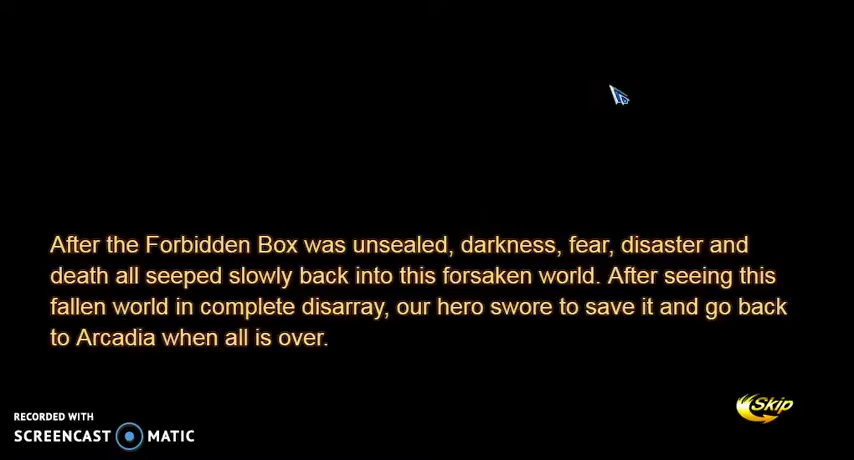 After the Forbidden Box was unsealed, darkness, fear, disaster and
death all seeped slowly back into this forsaken world. After seeing this
fallen world in complete disarray, our hero swore to save it and go back
to Arcadia when all is over.
Skip
RECORDED WITH
SCREENCAST MATIC